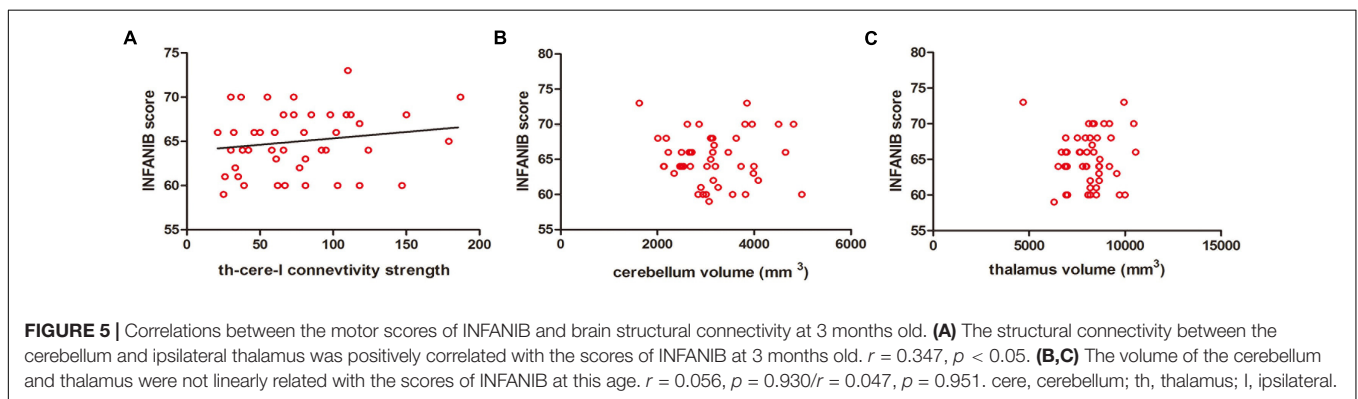 A
B
C
75
70
65
60
55
INFANIB score
0
50
100
150
200
th-cere-I connevtivity strength
80
75
70
65
60
55
INFANIB score
0
2000
4000
6000
cerebellum volume (mm ³)
80
75
70
65
60
55
INFANIB score
0
5000
10000
15000
thalamus volume (mm³)
FIGURE 5 | Correlations between the motor scores of INFANIB and brain structural connectivity at 3 months old. (A) The structural connectivity between the
cerebellum and ipsilateral thalamus was positively correlated with the scores of INFANIB at 3 months old. r = 0.347, p < 0.05. (B,C) The volume of the cerebellum
and thalamus were not linearly related with the scores of INFANIB at this age. r = 0.056, p = 0.930/r = 0.047, p = 0.951. cere, cerebellum; th, thalamus; I, ipsilateral.